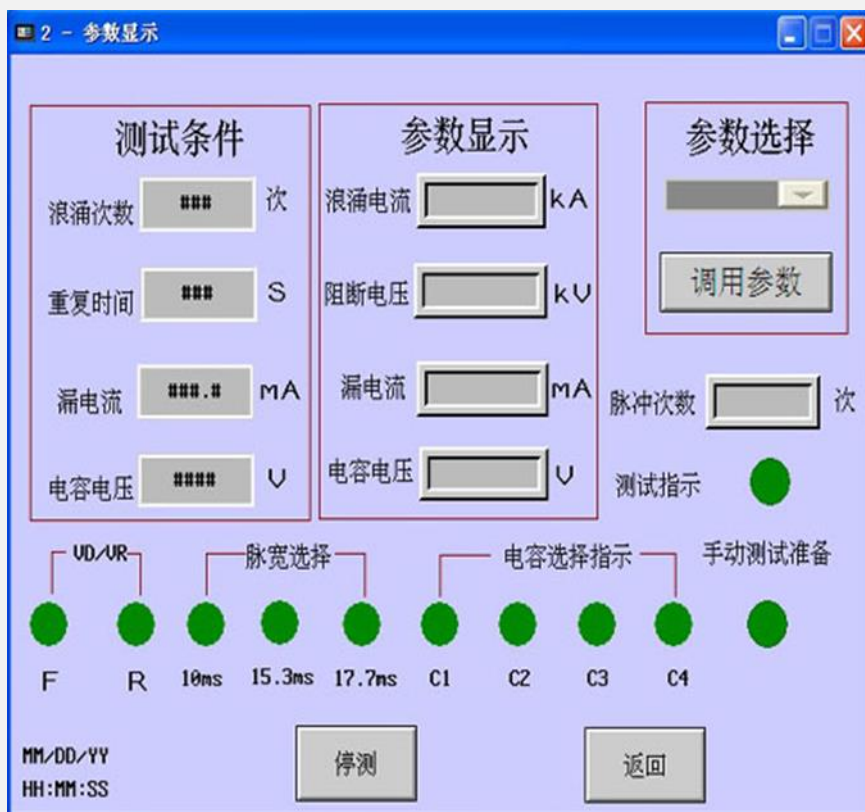 2 - 参数显示
测试条件
浪涌次数 ### 次
重复时间 ### S
漏电流 ###.# mA
电容电压 #### V
参数显示
浪涌电流 kA
阻断电压 kV
漏电流 mA
电容电压 V
参数选择
调用参数
脉冲次数 次
测试指示
手动测试准备
VD/VR
F R
脉宽选择
10ms 15.3ms 17.7ms
电容选择指示
C1 C2 C3 C4
MM/DD/YY
HH:MM:SS
停测
返回